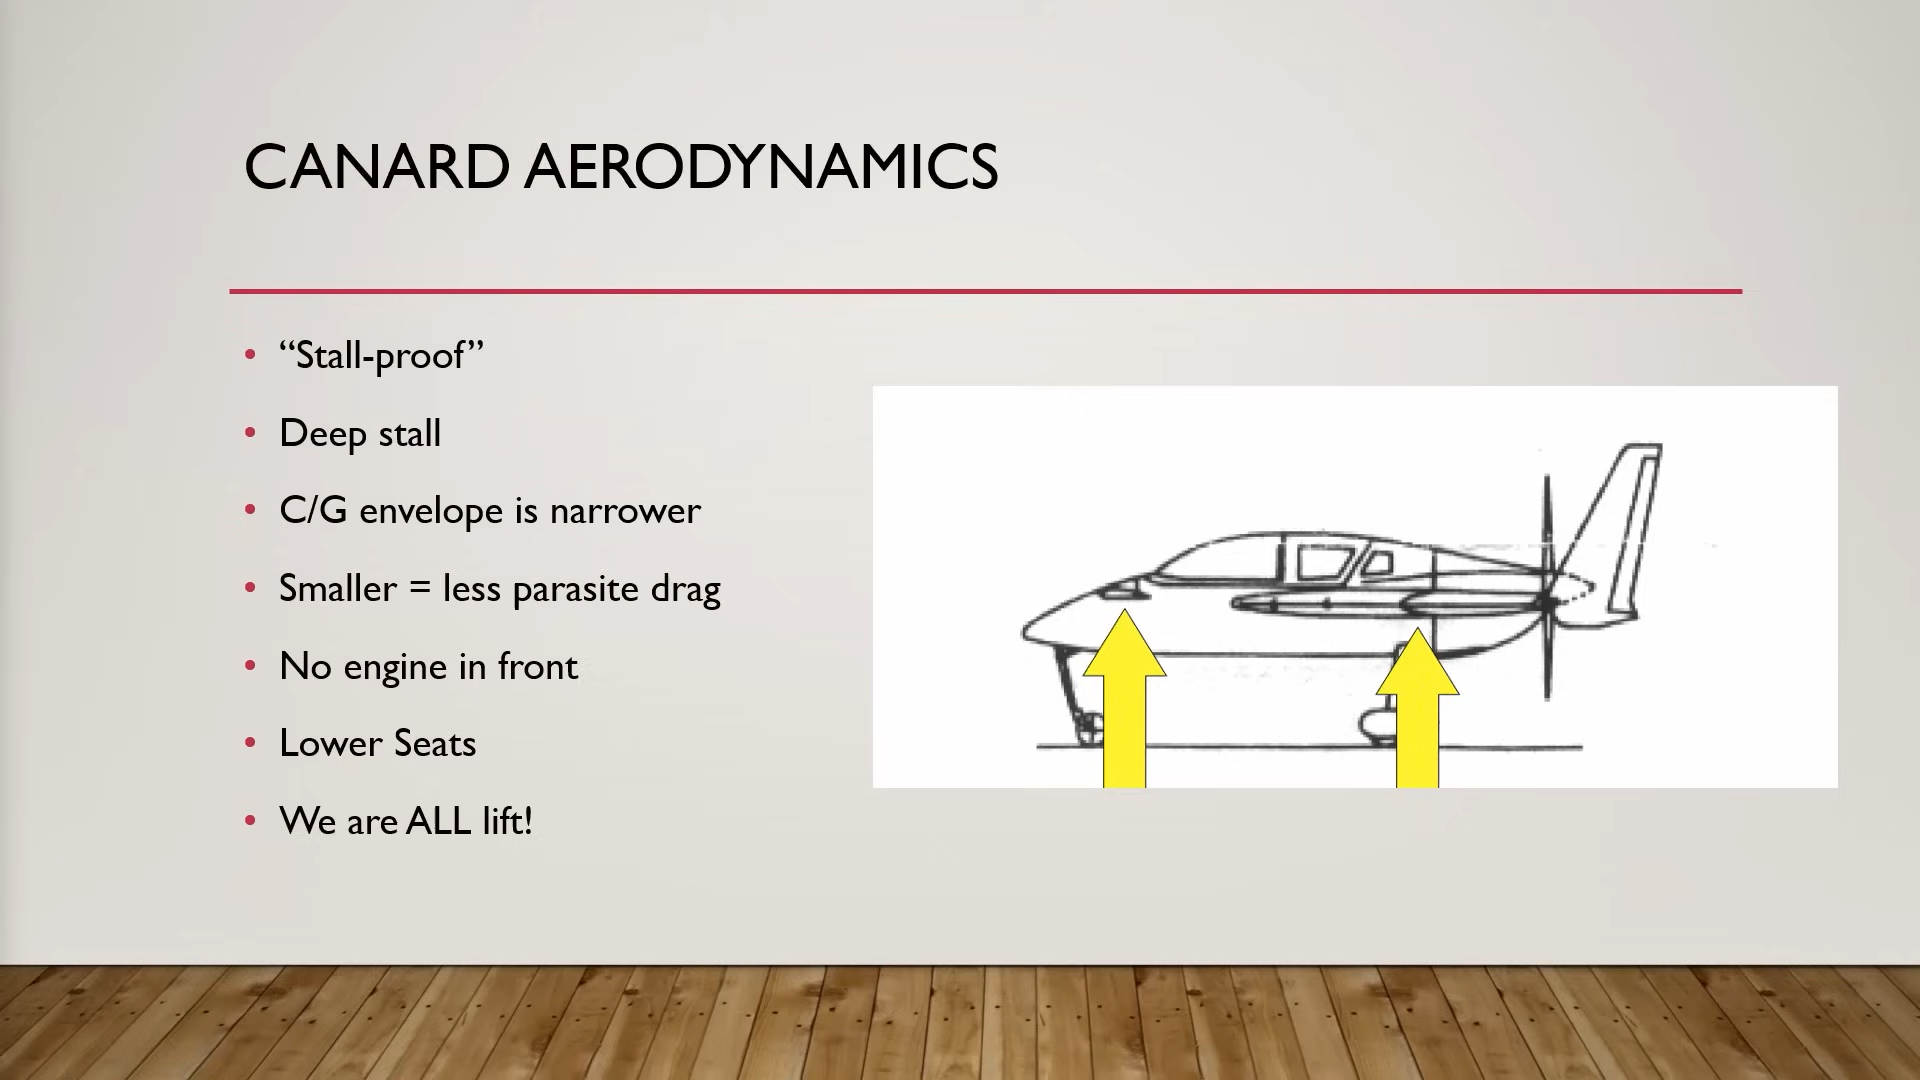 CANARD AERODYNAMICS
“Stall-proof”
Deep stall
C/G envelope is narrower
Smaller = less parasite drag
No engine in front
Lower Seats
We are ALL lift!